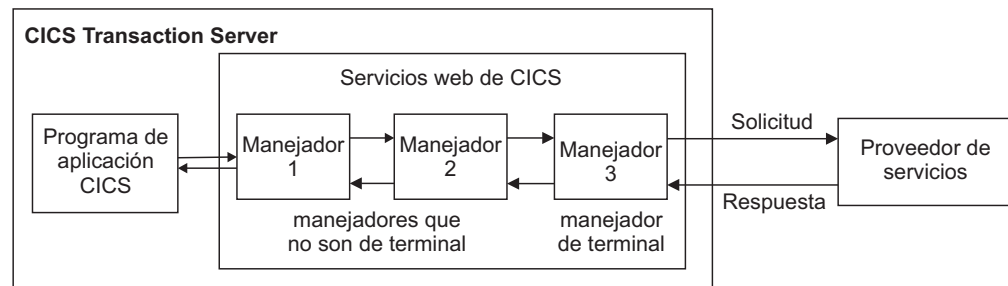 CICS Transaction Server
Servicios web de CICS
Programa de
aplicación
CICS
Manejador
1
Manejador
2
Manejador
3
Solicitud
Respuesta
Proveedor de
servicios
manejadores que
no son de terminal
manejador
de terminal